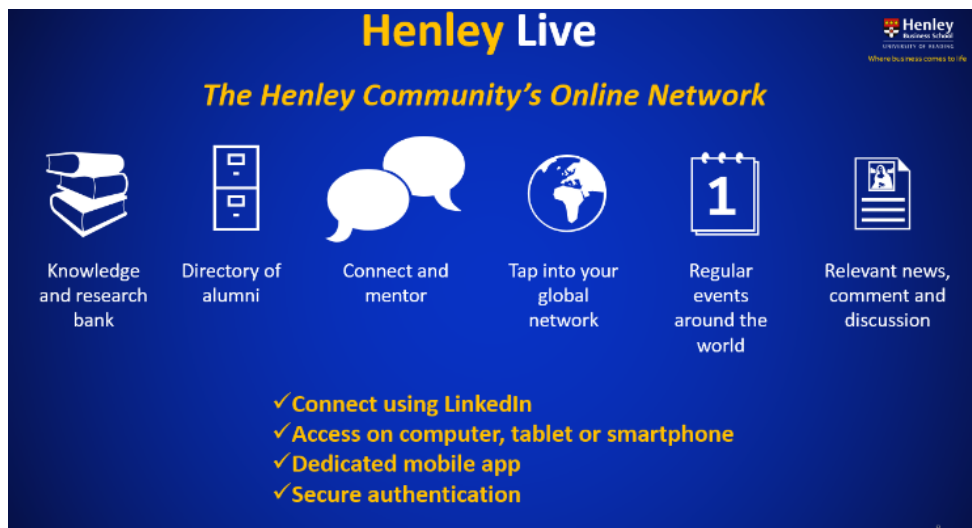 Henley Live
Henley
Business School
UNIVERSITY OF READING
Where business comes to life
The Henley Community's Online Network
1
Knowledge
and research
bank
Directory of
alumni
Connect and
mentor
Tap into your
global
network
Regular
events
around the
world
Relevant news,
comment and
discussion
✓Connect using LinkedIn
✓Access on computer, tablet or smartphone
✓Dedicated mobile app
✓Secure authentication